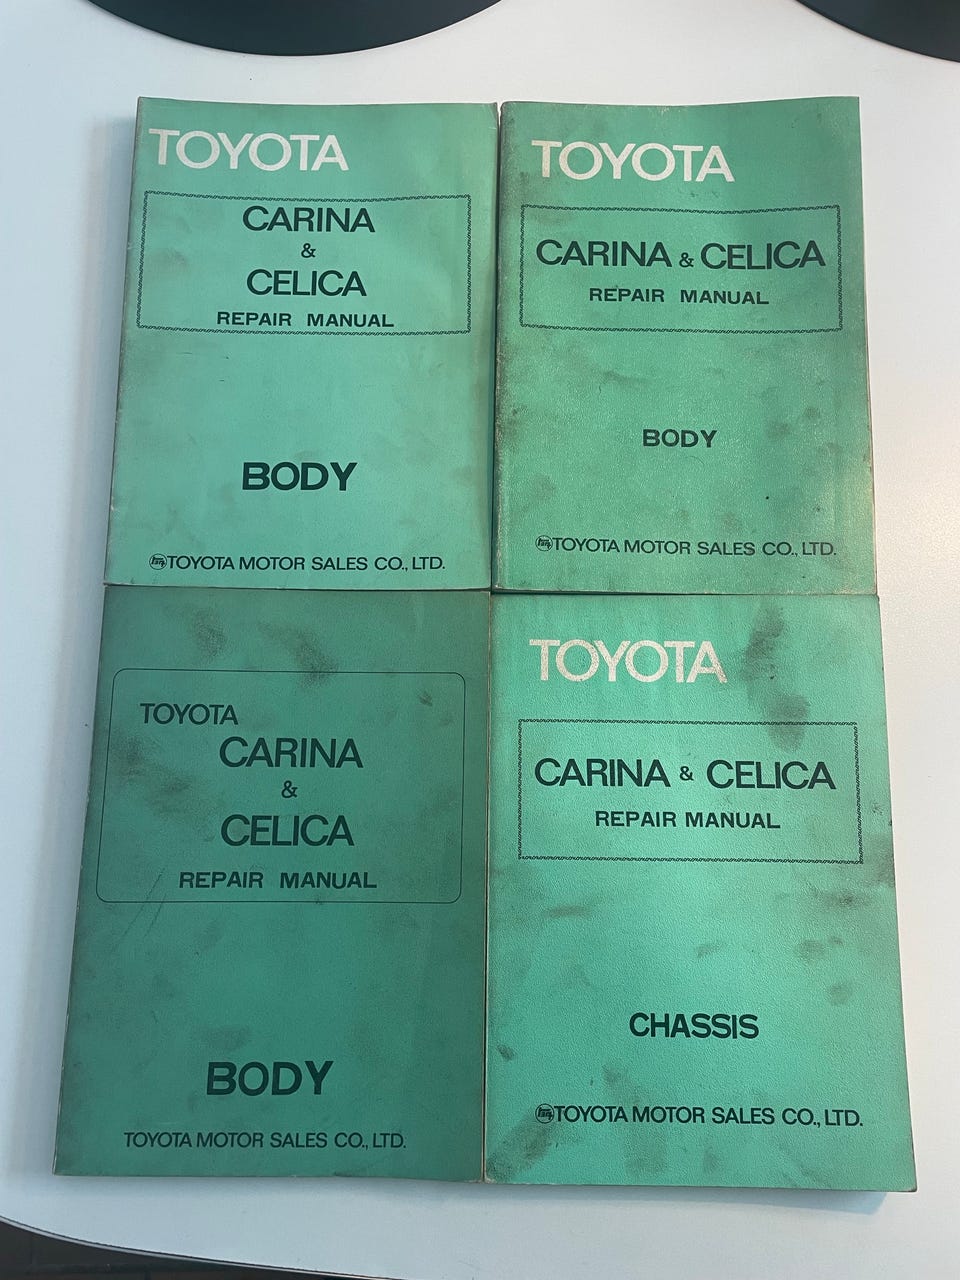 TOYOTA
CARINA
&
CELICA
REPAIR MANUAL
BODY
TOYOTA MOTOR SALES CO., LTD.
TOYOTA
CARINA & CELICA
REPAIR MANUAL
BODY
TOYOTA MOTOR SALES CO., LTD.
TOYOTA
CARINA
&
CELICA
REPAIR MANUAL
BODY
TOYOTA MOTOR SALES CO., LTD.
TOYOTA
CARINA & CELICA
REPAIR MANUAL
CHASSIS
TOYOTA MOTOR SALES CO., LTD.